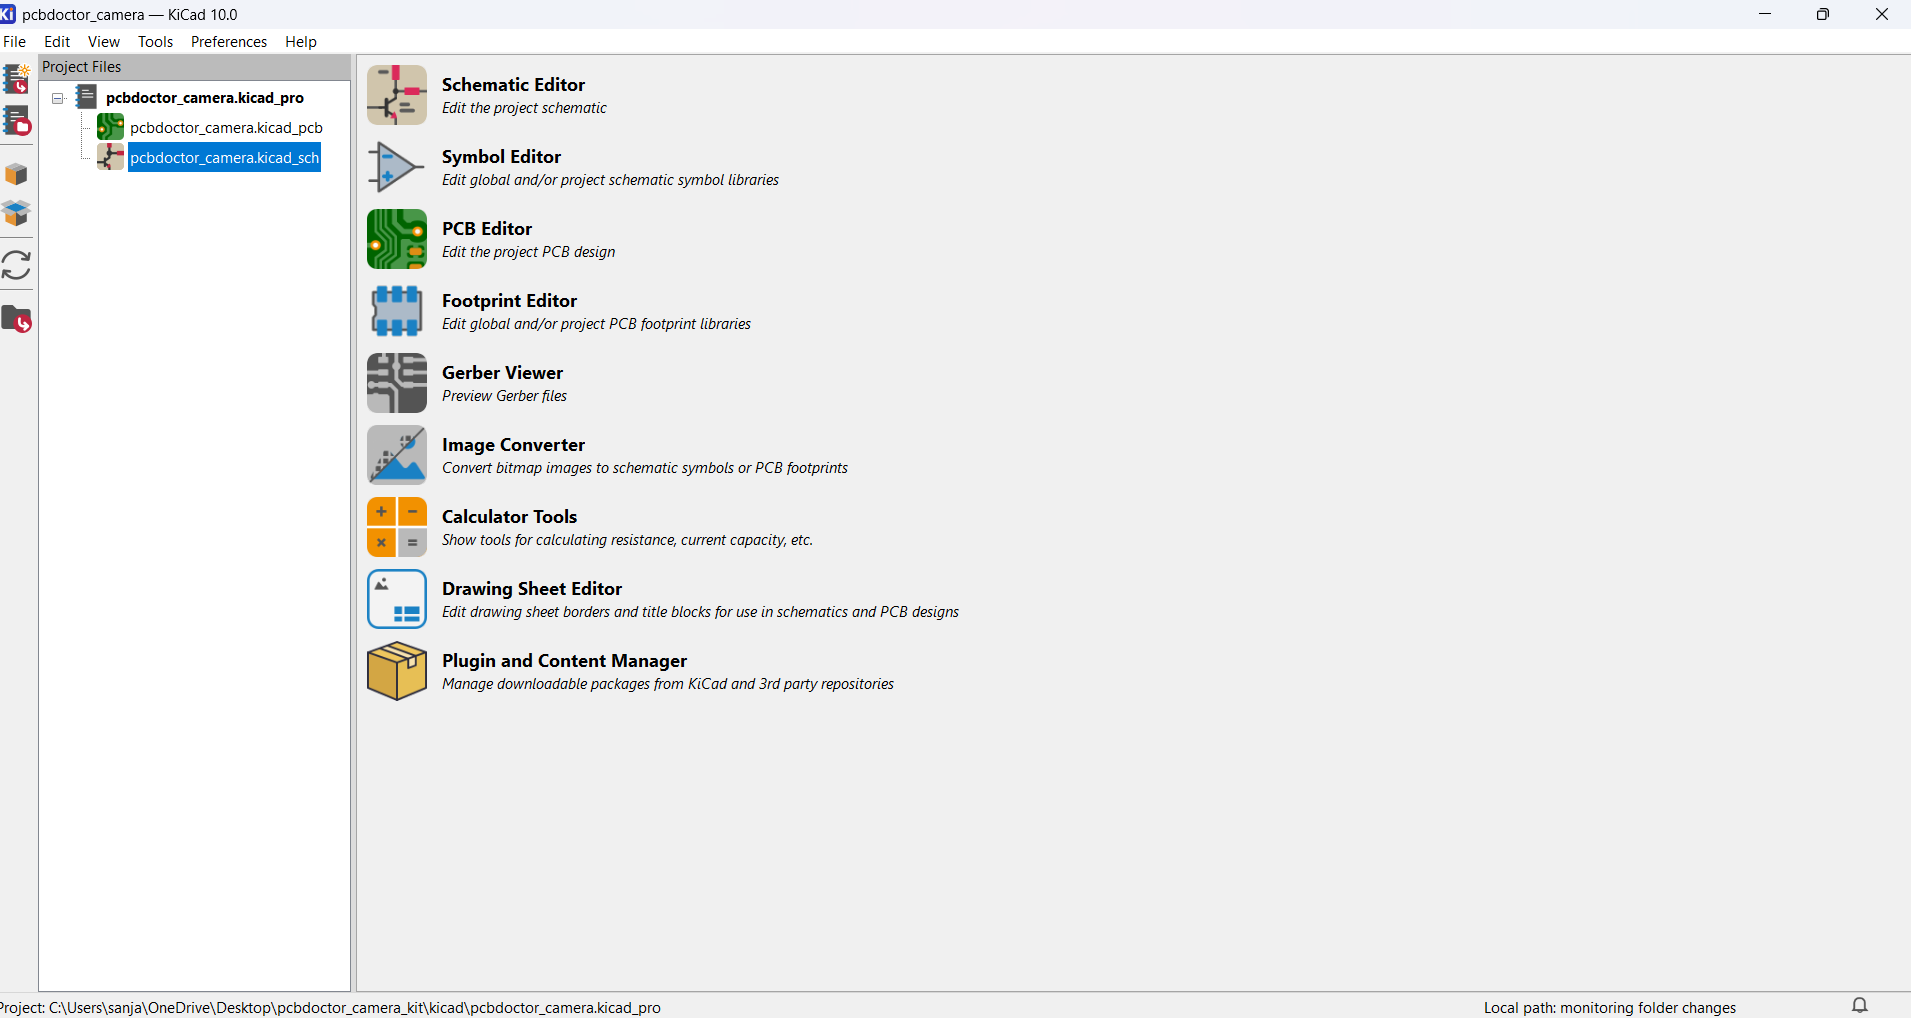 pcbdoctor_camera — KiCad 10.0
File Edit View Tools Preferences Help
Project Files
pcbdoctor_camera.kicad_pro
pcbdoctor_camera.kicad_pcb
pcbdoctor_camera.kicad_sch
Schematic Editor
Edit the project schematic
Symbol Editor
Edit global and/or project schematic symbol libraries
PCB Editor
Edit the project PCB design
Footprint Editor
Edit global and/or project PCB footprint libraries
Gerber Viewer
Preview Gerber files
Image Converter
Convert bitmap images to schematic symbols or PCB footprints
Calculator Tools
Show tools for calculating resistance, current capacity, etc.
Drawing Sheet Editor
Edit drawing sheet borders and title blocks for use in schematics and PCB designs
Plugin and Content Manager
Manage downloadable packages from KiCad and 3rd party repositories
Project: C:\Users\sanja\OneDrive\Desktop\pcbdoctor_camera_kit\kicad\pcbdoctor_camera.kicad_pro
Local path: monitoring folder changes